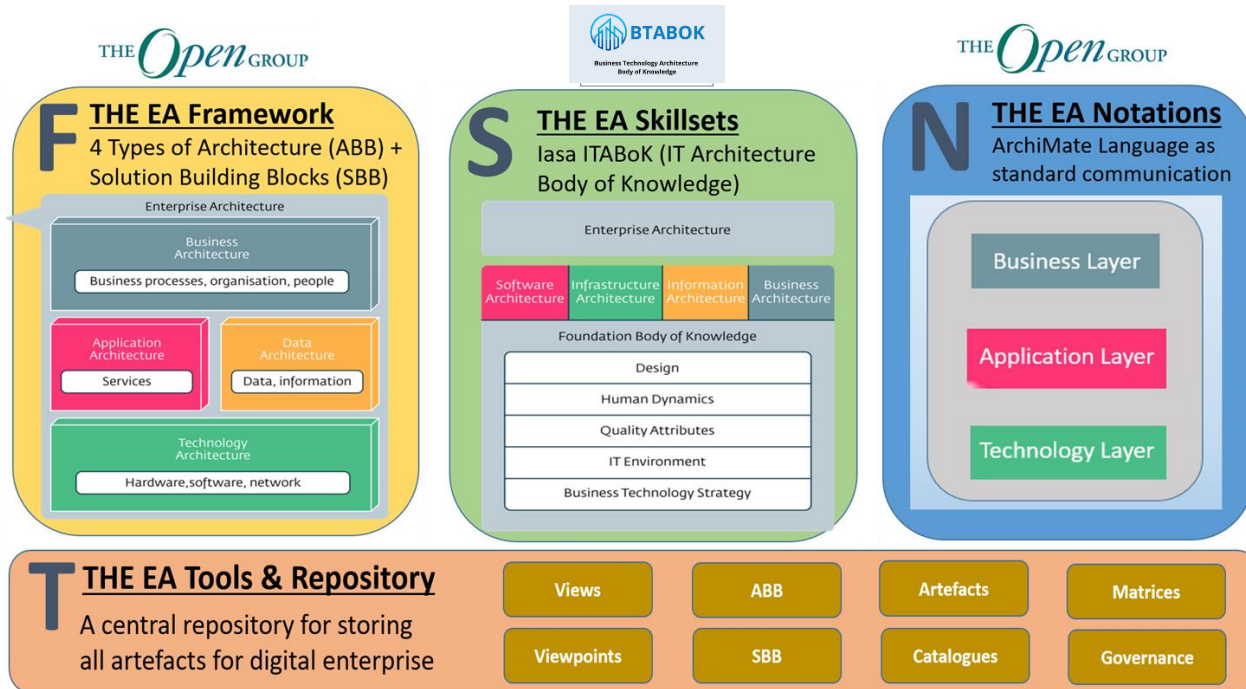 THE Open GROUP
BTABOK
Business Technology Architecture
Body of Knowledge
THE Open GROUP
F
THE EA Framework
4 Types of Architecture (ABB) +
Solution Building Blocks (SBB)
Enterprise Architecture
Business
Architecture
Business processes, organisation, people
Application
Architecture
Services
Data
Architecture
Data, information
Technology
Architecture
Hardware,software, network
S
THE EA Skillsets
Iasa ITABoK (IT Architecture
Body of Knowledge)
Enterprise Architecture
Software
Architecture
Infrastructure
Architecture
Information
Architecture
Business
Architecture
Foundation Body of Knowledge
Design
Human Dynamics
Quality Attributes
IT Environment
Business Technology Strategy
N
THE EA Notations
ArchiMate Language as
standard communication
Business Layer
Application Layer
Technology Layer
T
THE EA Tools & Repository
A central repository for storing
all artefacts for digital enterprise
Views
ABB
Artefacts
Matrices
Viewpoints
SBB
Catalogues
Governance